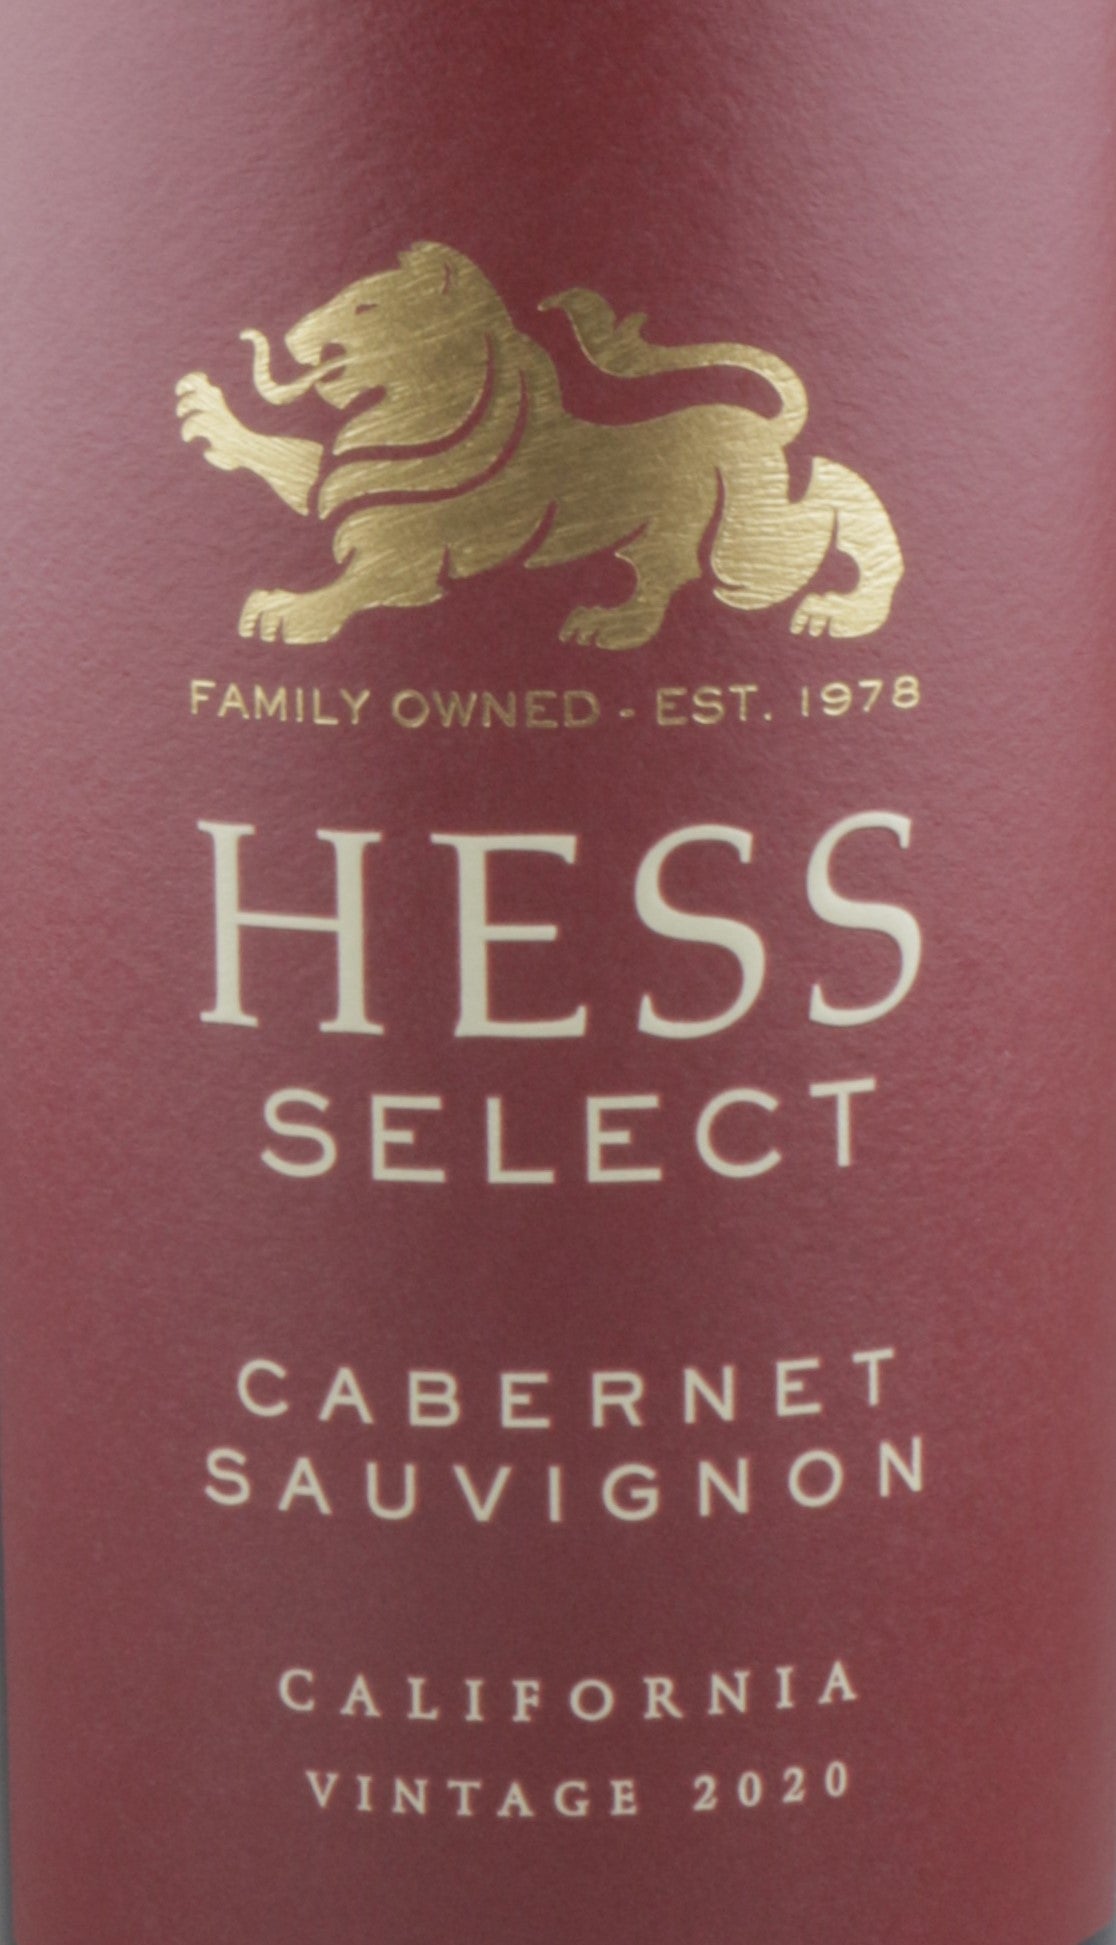 FAMILY OWNED - EST. 1978
HESS
SELECT
CABERNET
SAUVIGNON
CALIFORNIA
VINTAGE 2020